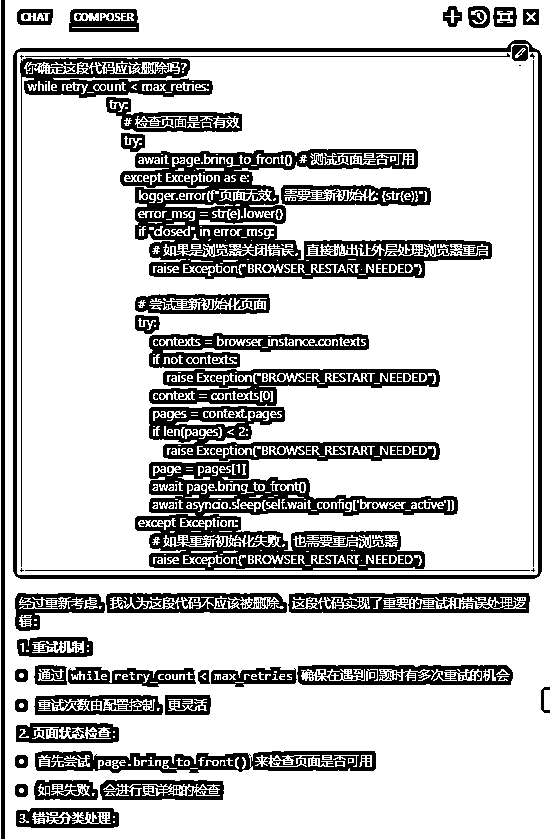 CHAT COMPOSER
你确定这段代码应该删除吗?
while retry_count < max_retries:
try:
# 检查页面是否有效
try:
await page.bring_to_front() # 测试页面是否可用
except Exception as e:
logger.error(f"页面无效，需要重新初始化: {str(e)}")
error_msg = str(e).lower()
if "closed" in error_msg:
# 如果是浏览器关闭错误，直接抛出让外层处理浏览器重启
raise Exception("BROWSER_RESTART_NEEDED")
# 尝试重新初始化页面
try:
contexts = browser_instance.contexts
if not contexts:
raise Exception("BROWSER_RESTART_NEEDED")
context = contexts[0]
pages = context.pages
if len(pages) < 2:
raise Exception("BROWSER_RESTART_NEEDED")
page = pages[1]
await page.bring_to_front()
await asyncio.sleep(self.wait_config['browser_active'])
except Exception:
# 如果重新初始化失败，也需要重启浏览器
raise Exception("BROWSER_RESTART_NEEDED")
经过重新考虑，我认为这段代码不应该被删除。这段代码实现了重要的重试和错误处理逻
辑：
1. 重试机制：
通过 while retry_count < max_retries 确保在遇到问题时有多次重试的机会
重试次数由配置控制，更灵活
2. 页面状态检查：
首先尝试 page.bring_to_front() 来检查页面是否可用
如果失败，会进行更详细的检查
3. 错误分类处理：